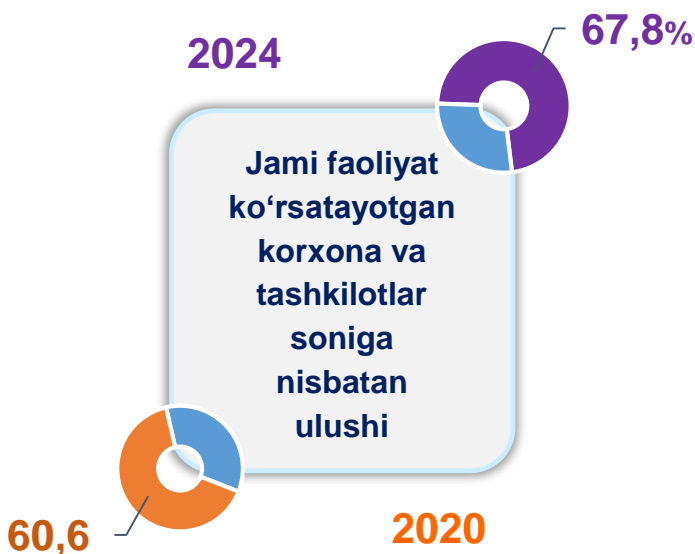 2024
67,8%
Jami faoliyat
ko‘rsatayotgan
korxona va
tashkilotlar
soniga
nisbatan
ulushi
60,6
2020